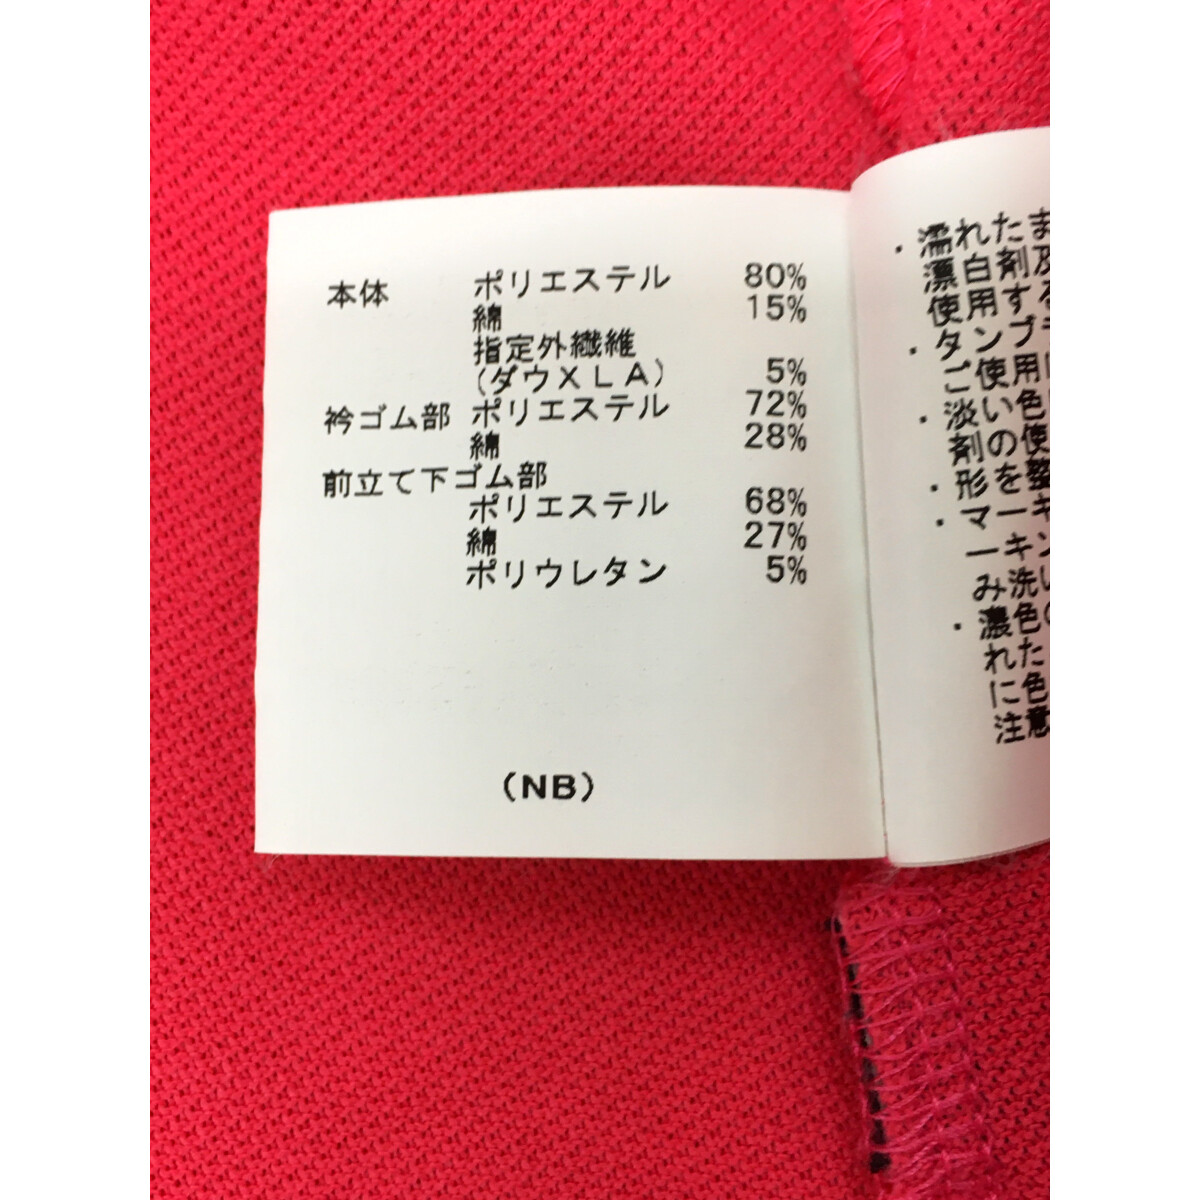 本体 ポリエステル 80%
綿 15%
指定外繊維
(ダウXLA) 5%
衿ゴム部 ポリエステル 72%
綿 28%
前立て下ゴム部
ポリエステル 68%
綿 27%
ポリウレタン 5%
(NB)
・濡れたま
漂白剤及
使用する
・タンブラ
ご使用に
・淡い色
剤の使
・形を整
・マーキ
ーキン
み洗い
・濃色の
れた
に色
注意